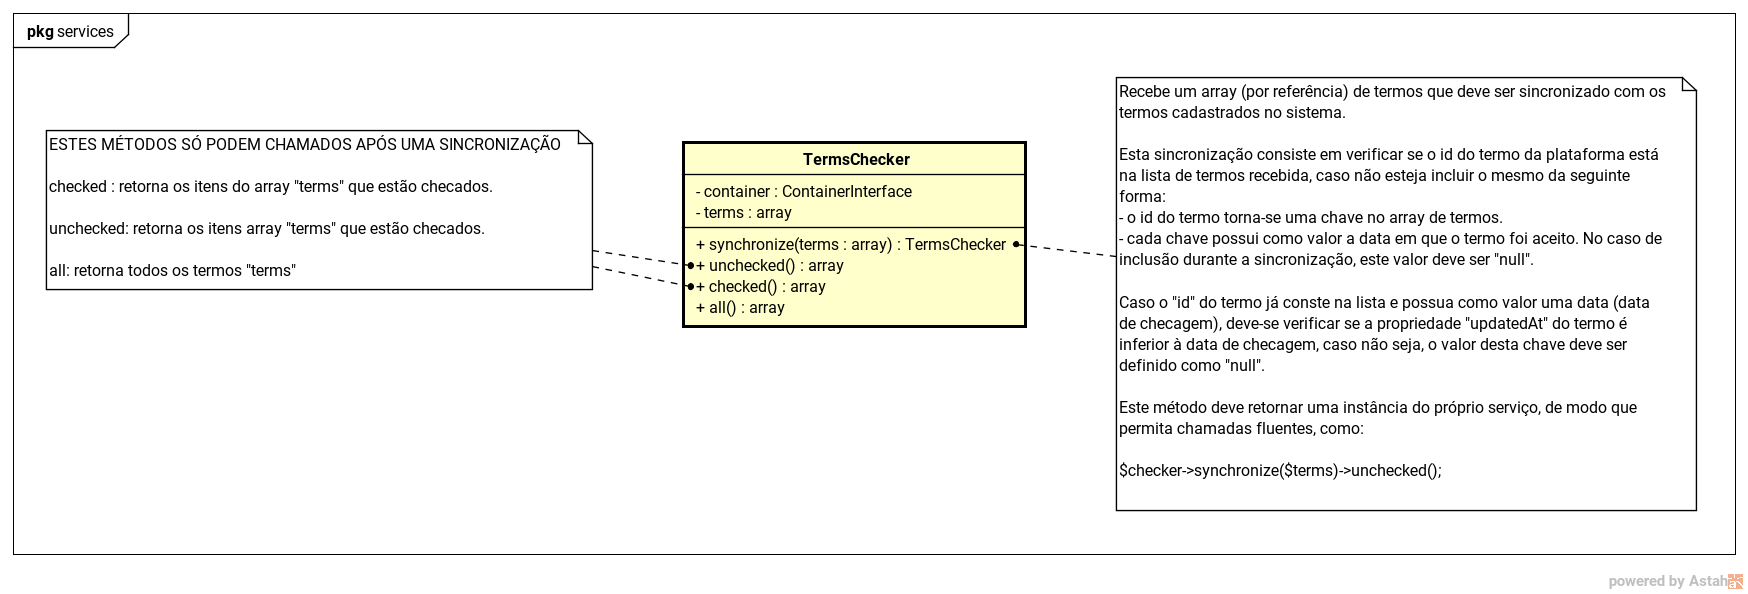 pkg services
ESTES MÉTODOS SÓ PODEM CHAMADOS APÓS UMA SINCRONIZAÇÃO
checked : retorna os itens do array "terms" que estão checados.
unchecked: retorna os itens array "terms" que estão checados.
all: retorna todos os termos "terms"
TermsChecker
- container : ContainerInterface
- terms : array
+ synchronize(terms : array) : TermsChecker
+ unchecked() : array
+ checked() : array
+ all() : array
Recebe um array (por referência) de termos que deve ser sincronizado com os
termos cadastrados no sistema.
Esta sincronização consiste em verificar se o id do termo da plataforma está
na lista de termos recebida, caso não esteja incluir o mesmo da seguinte
forma:
- o id do termo torna-se uma chave no array de termos.
- cada chave possui como valor a data em que o termo foi aceito. No caso de
inclusão durante a sincronização, este valor deve ser "null".
Caso o "id" do termo já conste na lista e possua como valor uma data (data
de checagem), deve-se verificar se a propriedade "updatedAt" do termo é
inferior à data de checagem, caso não seja, o valor desta chave deve ser
definido como "null".
Este método deve retornar uma instância do próprio serviço, de modo que
permita chamadas fluentes, como:
$checker->synchronize($terms)->unchecked();
powered by Astah